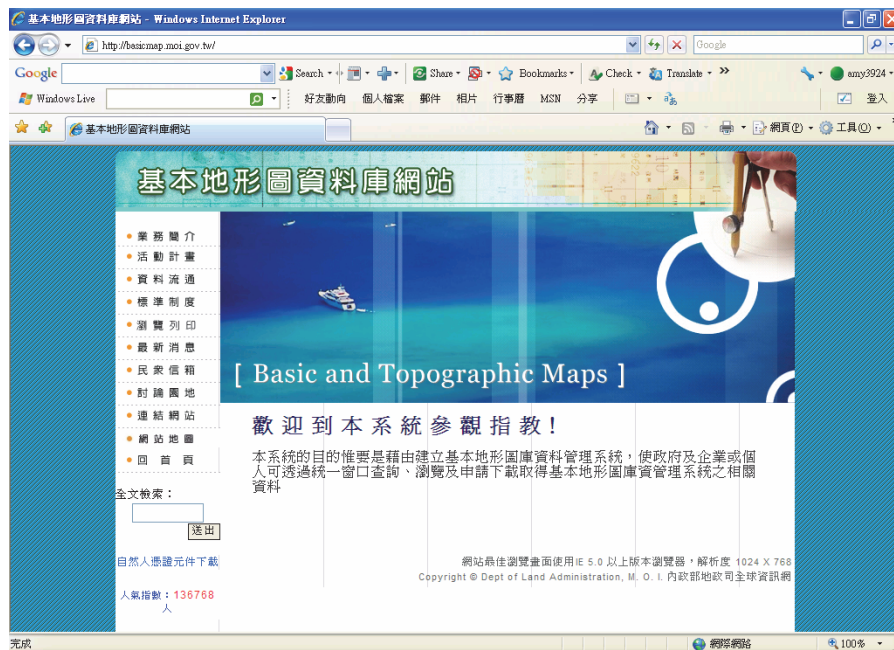 基本地形圖資料庫網站 - Windows Internet Explorer
http://basicmap.moi.gov.tw/
Google
Google
Search
Share
Bookmarks
Check
Translate
amy3924
Windows Live
好友動向 個人檔案 郵件 相片 行事曆 MSN 分享
登入
基本地形圖資料庫網站
網頁(P)
工具(O)
基本地形圖資料庫網站
業務簡介
活動計畫
資料流通
標準制度
瀏覽列印
最新消息
民眾信箱
討論園地
連結網站
網站地圖
回首頁
[ Basic and Topographic Maps ]
歡迎到本系統參觀指教!
本系統的目的惟要是藉由建立基本地形圖庫資料管理系統,使政府及企業或個
人可透過統一窗口查詢、瀏覽及申請下載取得基本地形圖庫資管理系統之相關
資料
全文檢索:
送出
自然人憑證元件下載
人氣指數:136768
人
網站最佳瀏覽畫面使用IE 5.0 以上版本瀏覽器,解析度 1024 X 768
Copyright © Dept of Land Administration, M. O. I. 內政部地政司全球資訊網
完成
網際網路
100%